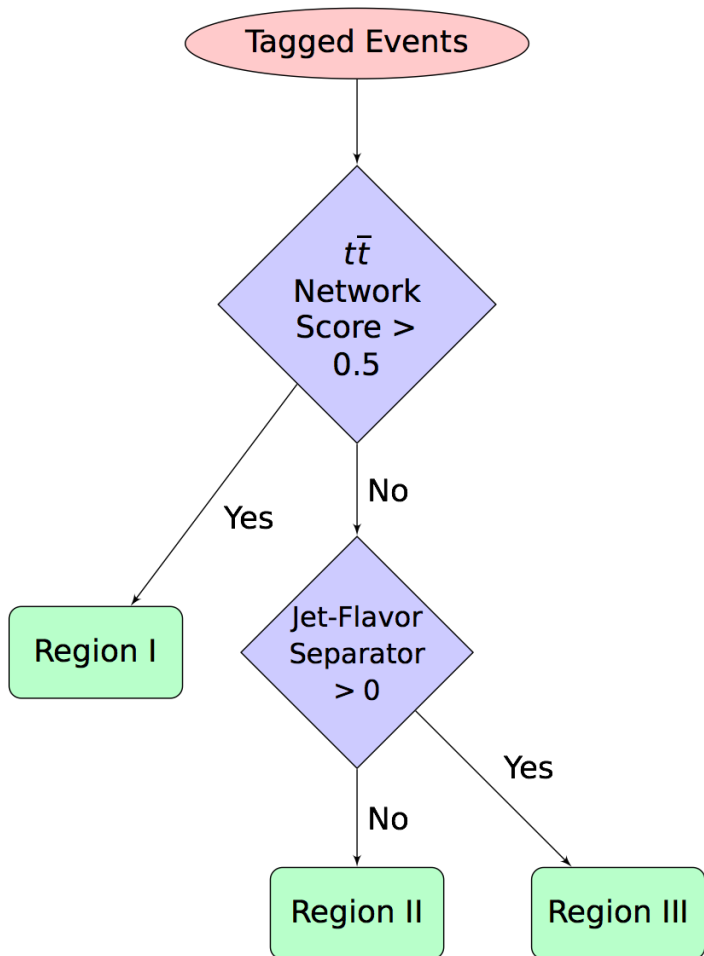 Tagged Events
tt̄
Network
Score >
0.5
Yes
No
Region I
Jet-Flavor
Separator
> 0
Yes
No
Region II
Region III